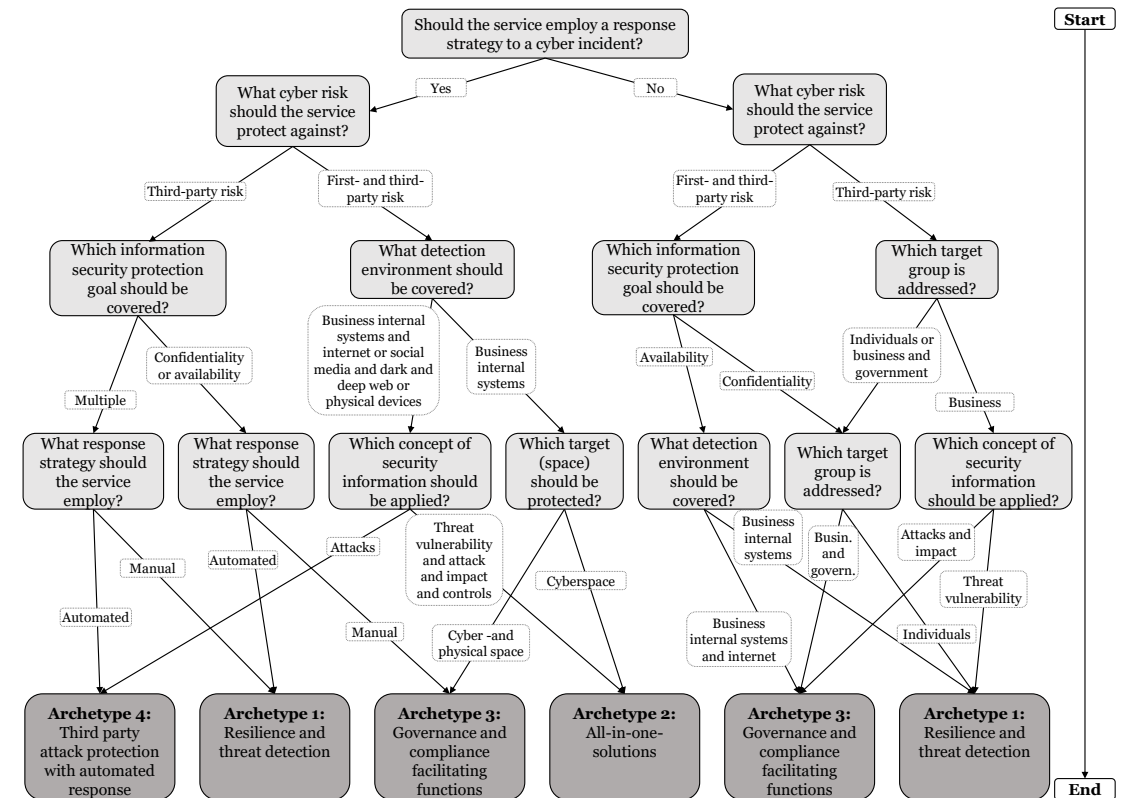 Should the service employ a response
strategy to a cyber incident?
Start
Yes
No
What cyber risk
should the service
protect against?
What cyber risk
should the service
protect against?
Third-party risk
First- and third-
party risk
First- and third-
party risk
Third-party risk
Which information
security protection
goal should be
covered?
What detection
environment should
be covered?
Which information
security protection
goal should be
covered?
Which target
group is
addressed?
Multiple
Confidentiality
or availability
Business internal
systems and
internet or social
media and dark and
deep web or
physical devices
Business
internal
systems
Availability
Confidentiality
Individuals or
business and
government
Business
What response
strategy should
the service
employ?
What response
strategy should
the service
employ?
Which concept of
security
information should
be applied?
Which target
(space)
should be
protected?
What detection
environment
should be
covered?
Which target
group is
addressed?
Which concept of
security
information
should be applied?
Automated
Manual
Automated
Manual
Attacks
Threat
vulnerability
and attack
and impact
and controls
Cyber -and
physical space
Cyberspace
Business
internal systems
and internet
Business
internal
systems
Busin.
and
govern.
Individuals
Attacks and
impact
Threat
vulnerability
Archetype 4:
Third party
attack protection
with automated
response
Archetype 1:
Resilience and
threat detection
Archetype 3:
Governance and
compliance
facilitating
functions
Archetype 2:
All-in-one-
solutions
Archetype 3:
Governance and
compliance
facilitating
functions
Archetype 1:
Resilience and
threat detection
End